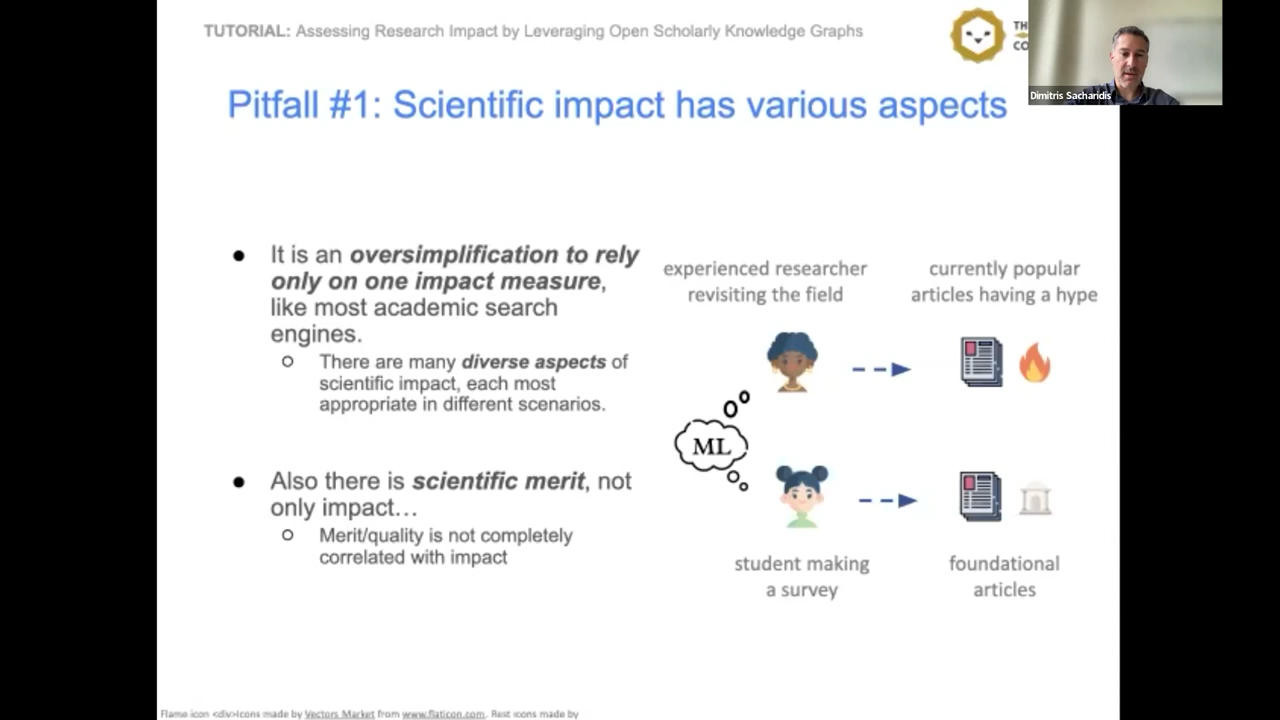 TUTORIAL: Assessing Research Impact by Leveraging Open Scholarly Knowledge Graphs
Dimitris Sacharidis
Pitfall #1: Scientific impact has various aspects
It is an oversimplification to rely
only on one impact measure,
like most academic search
engines.
There are many diverse aspects of
scientific impact, each most
appropriate in different scenarios.
Also there is scientific merit, not
only impact…
Merit/quality is not completely
correlated with impact
experienced researcher
revisiting the field
currently popular
articles having a hype
ML
student making
a survey
foundational
articles
Flame icon <div>Icons made by Vectors Market from www.flaticon.com. Rest icons made by